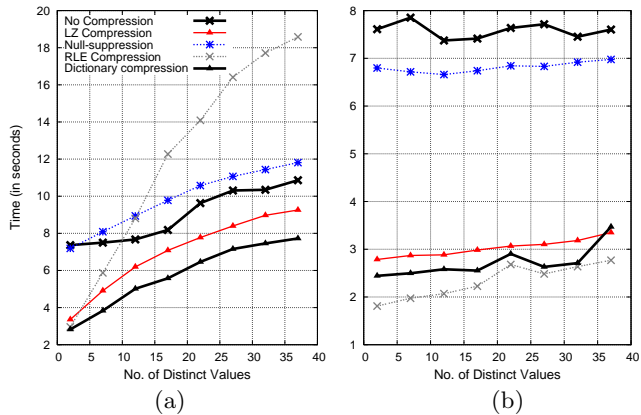 No Compression
LZ Compression
Null-suppression
RLE Compression
Dictionary compression
Time (in seconds)
20
18
16
14
12
10
8
6
4
2
0 5 10 15 20 25 30 35 40
No. of Distinct Values
(a)
8
7
6
5
4
3
2
1
0 5 10 15 20 25 30 35 40
No. of Distinct Values
(b)